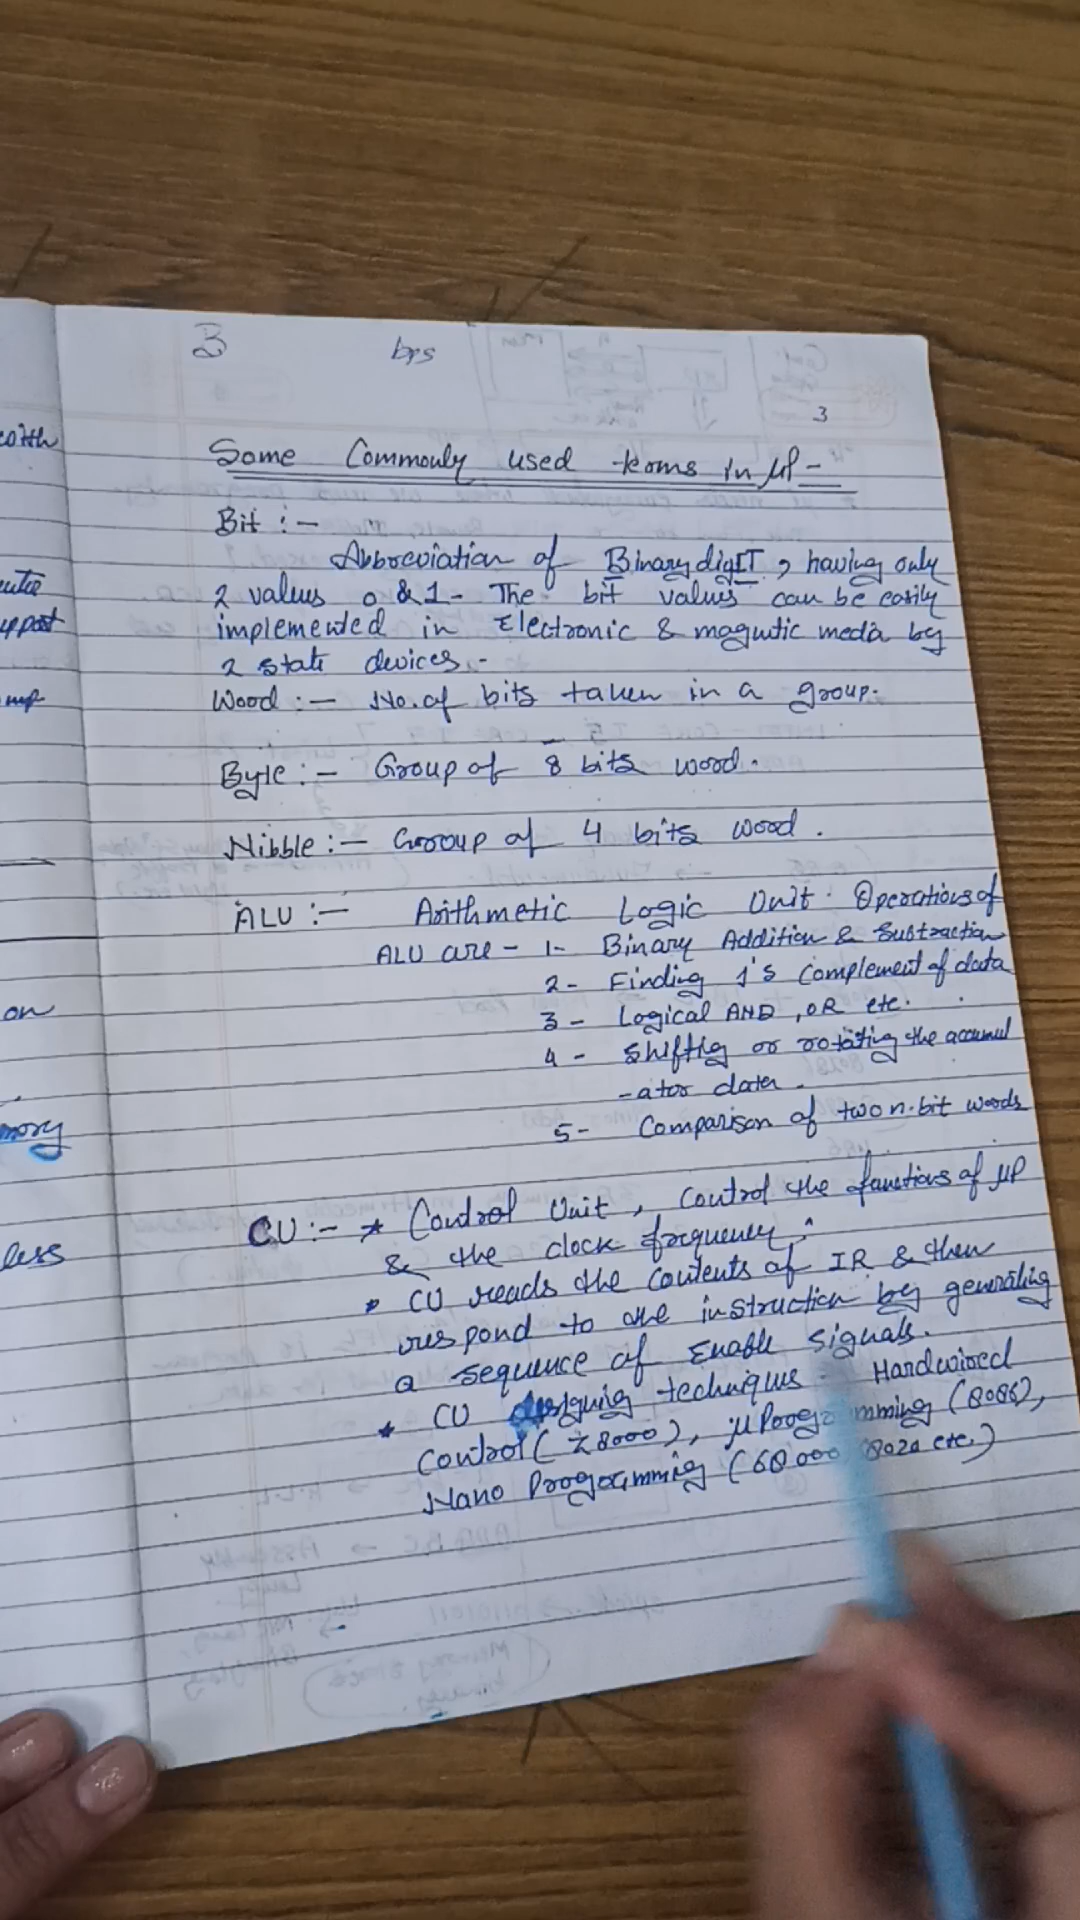 3 bps
3
Some Commonly used terms in µP -
Bit :-
Abbreviation of BinarydigIT, having only
2 values 0 & 1 - The bit values can be easily
implemented in Electronic & magnetic media by
2 state devices -
Word :- No. of bits taken in a group.
Byte :- Group of 8 bits word.
Nibble :- Group of 4 bits word.
ALU :- Arithmetic Logic Unit. Operations of
ALU are - 1- Binary Addition & Subtraction
2- Finding 1's complement of data
3 - Logical AND, OR etc.
4 - Shifting or rotating the accumul
-ator data.
5- Comparison of two n-bit words
CU :- * Control Unit, Control the functions of µP
& the clock frequency.
* CU reads the contents of IR & then
respond to the instruction by generating
a sequence of Enable Signals.
* CU designing techniques - Hardwired
Control (Z8000), µProgramming (8086),
Nano Programming (68000, etc.)
with
on
mory
less